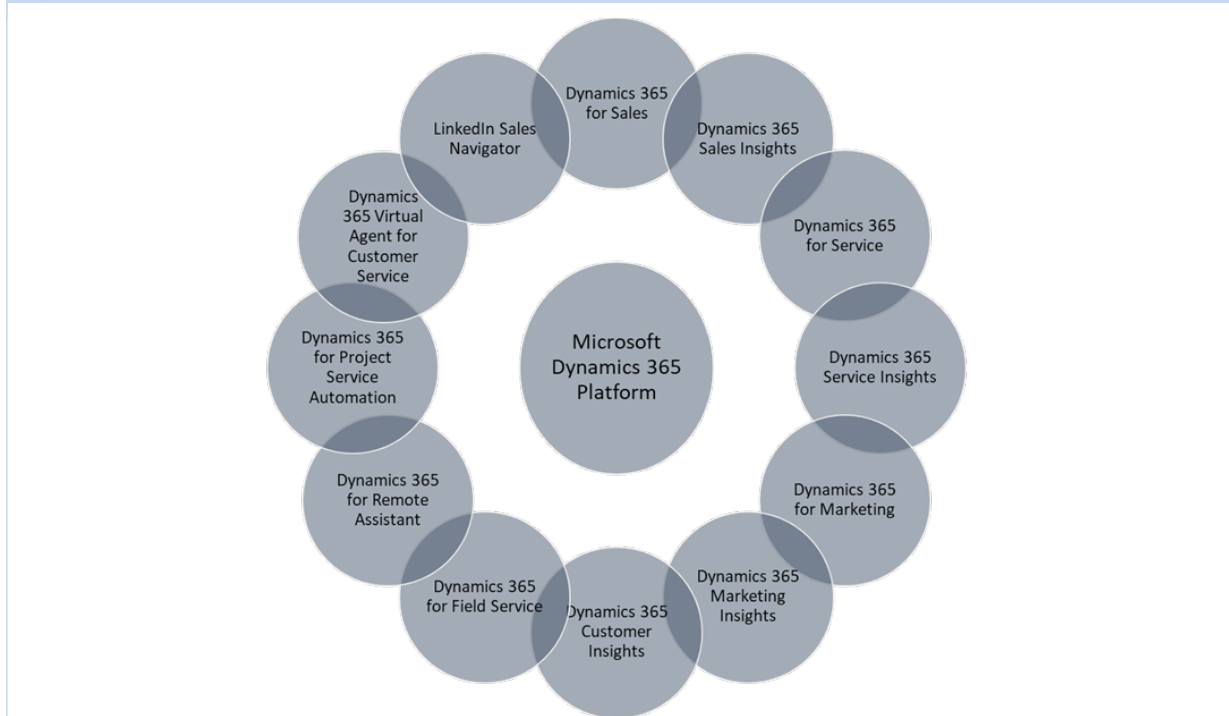 Dynamics 365
for Sales
Dynamics 365
Sales Insights
Dynamics 365
for Service
Dynamics 365
Service Insights
Dynamics 365
for Marketing
Dynamics 365
Marketing
Insights
Dynamics 365
Customer
Insights
Dynamics 365
for Field Service
Dynamics 365
for Remote
Assistant
Dynamics 365
for Project
Service
Automation
Dynamics
365 Virtual
Agent for
Customer
Service
LinkedIn Sales
Navigator
Microsoft
Dynamics 365
Platform